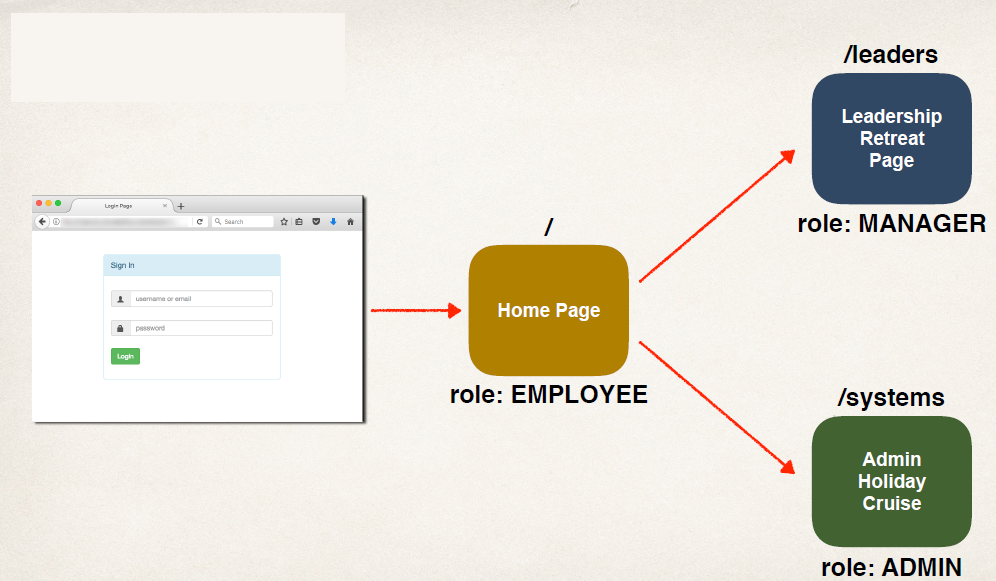 /leaders
Leadership
Retreat
Page
role: MANAGER
Login Page
Search
Sign In
username or email
password
Login
/
Home Page
role: EMPLOYEE
/systems
Admin
Holiday
Cruise
role: ADMIN